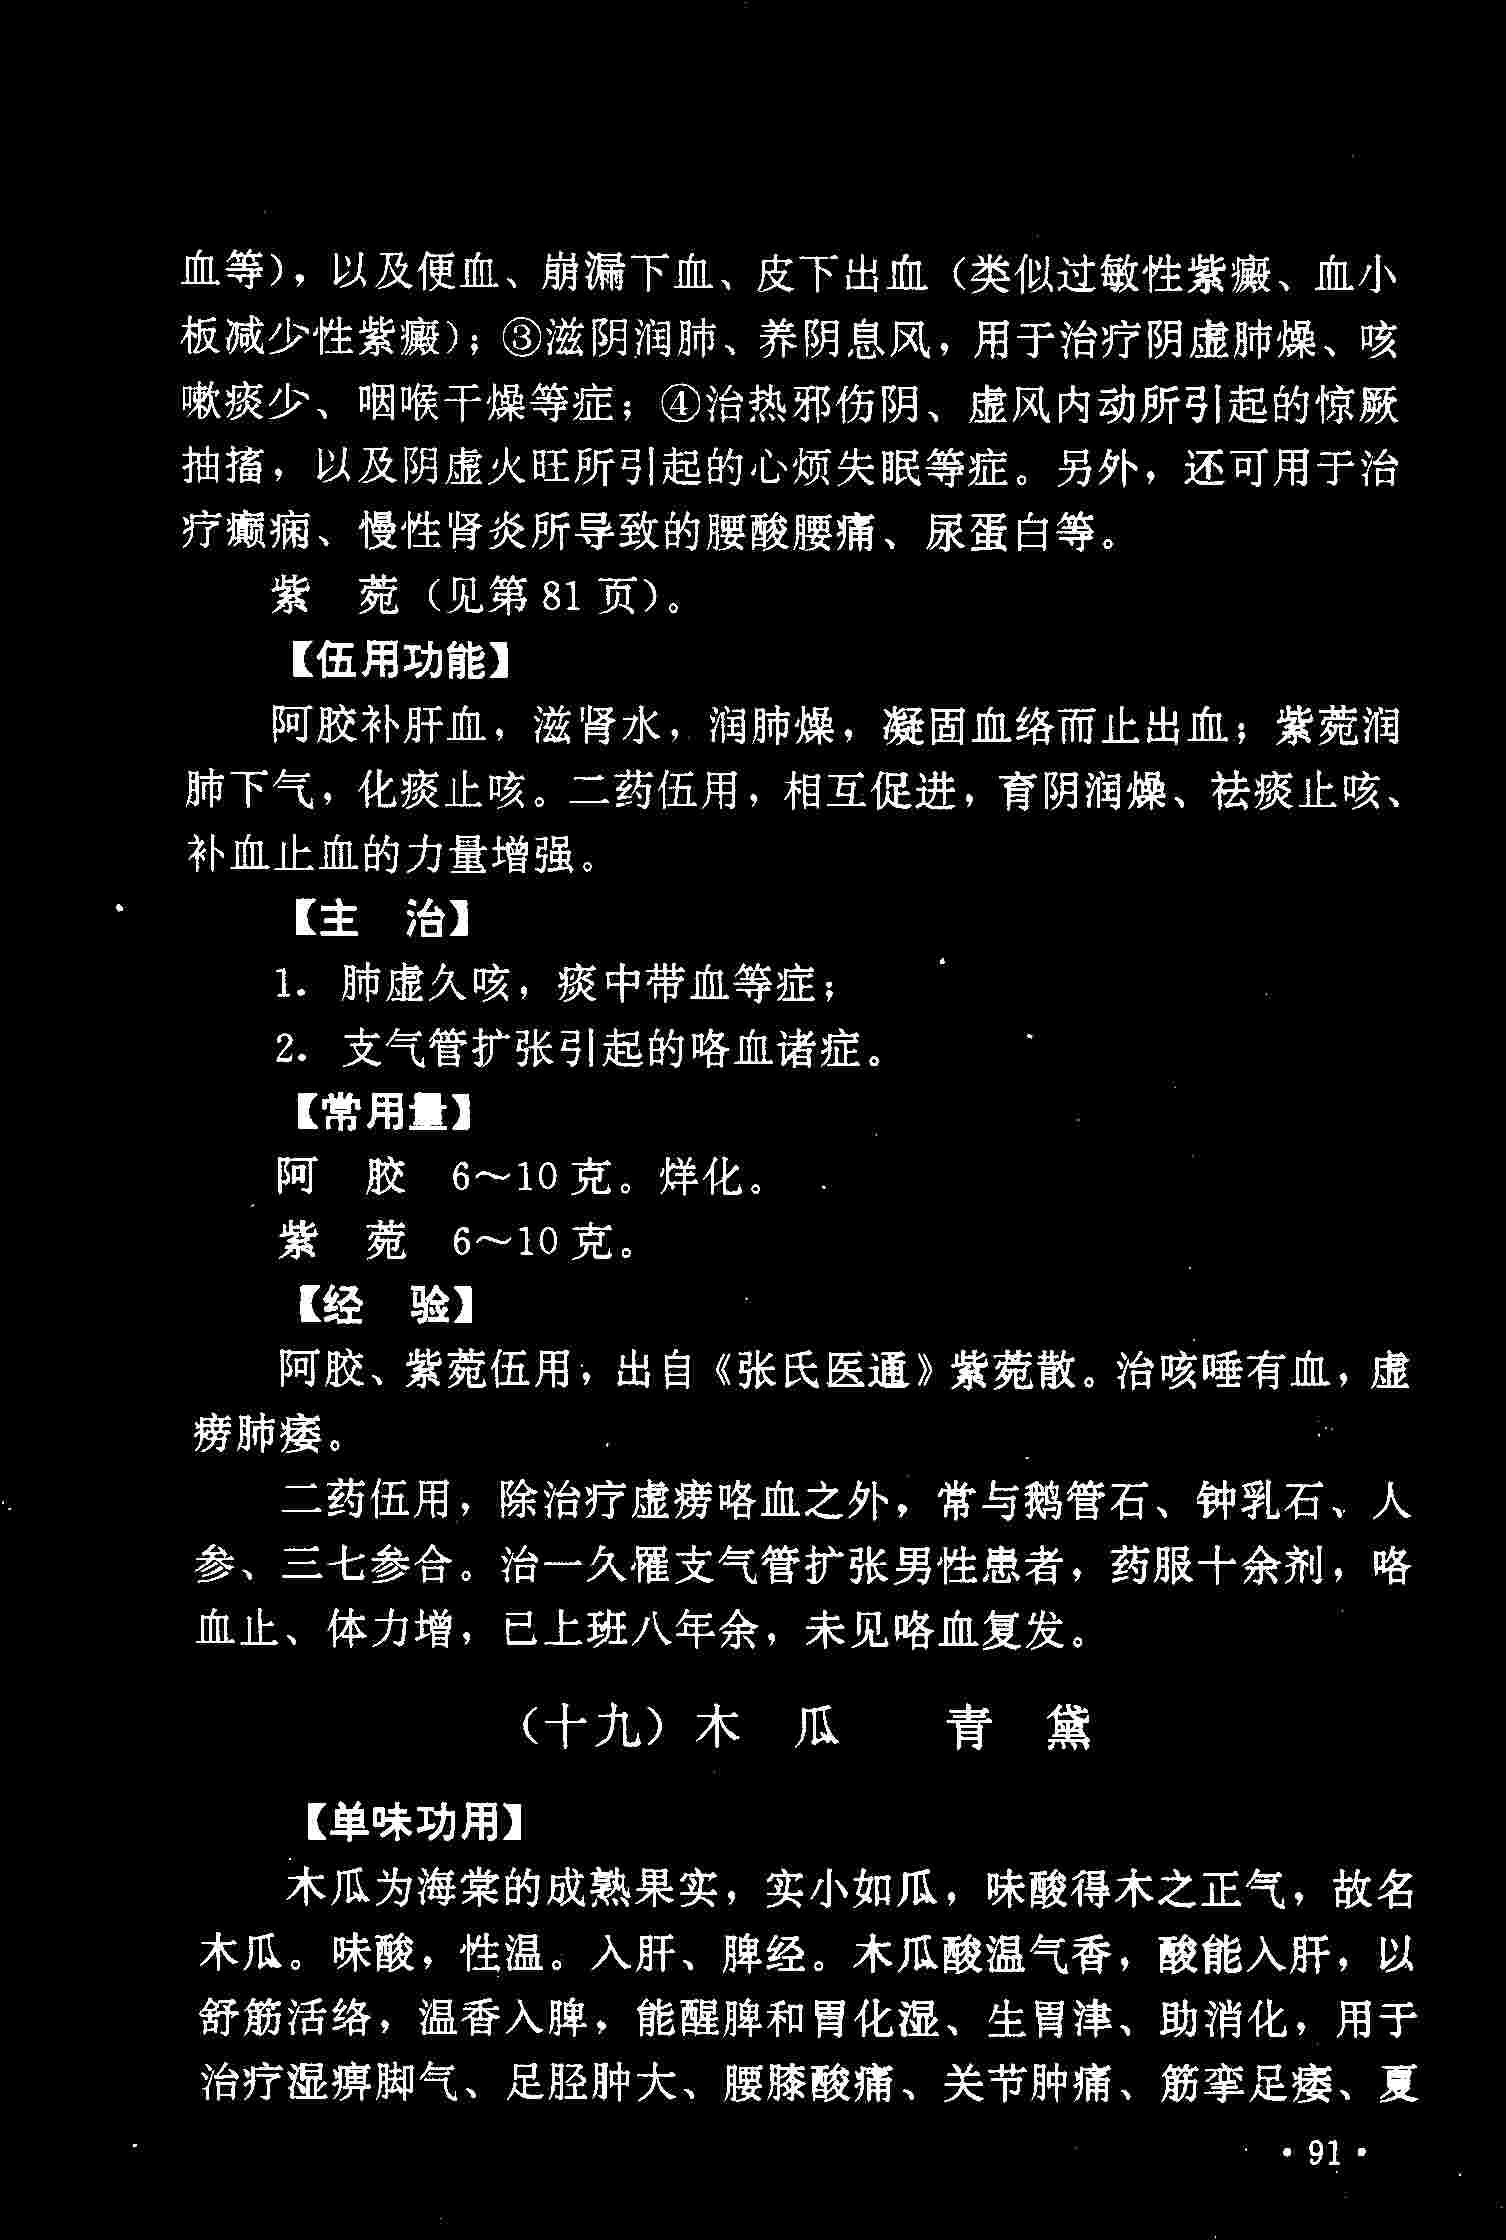 血等），以及便血、崩漏下血、皮下出血（类似过敏性紫癜、血小
板减少性紫癜）；③滋阴润肺、养阴息风，用于治疗阴虚肺燥、咳
嗽痰少、咽喉干燥等症；④治热邪伤阴、虚风内动所引起的惊厥
抽搐，以及阴虚火旺所引起的心烦失眠等症。另外，还可用于治
疗癫痫、慢性肾炎所导致的腰酸腰痛、尿蛋白等。
紫　菀（见第 81 页）。
【伍用功能】
阿胶补肝血，滋肾水，润肺燥，凝固血络而止出血；紫菀润
肺下气，化痰止咳。二药伍用，相互促进，育阴润燥、祛痰止咳、
补血止血的力量增强。
【主　治】
1. 肺虚久咳，痰中带血等症；
2. 支气管扩张引起的咯血诸症。
【常用量】
阿　胶　6～10 克。烊化。
紫　菀　6～10 克。
【经　验】
阿胶、紫菀伍用，出自《张氏医通》紫菀散。治咳唾有血，虚
痨肺痿。
二药伍用，除治疗虚痨咯血之外，常与鹅管石、钟乳石、人
参、三七参合。治一久罹支气管扩张男性患者，药服十余剂，咯
血止、体力增，已上班八年余，未见咯血复发。
（十九）木　瓜　　青　黛
【单味功用】
木瓜为海棠的成熟果实，实小如瓜，味酸得木之正气，故名
木瓜。味酸，性温。入肝、脾经。木瓜酸温气香，酸能入肝，以
舒筋活络，温香入脾，能醒脾和胃化湿、生胃津、助消化，用于
治疗湿痹脚气、足胫肿大、腰膝酸痛、关节肿痛、筋挛足痿、夏
· 91 ·